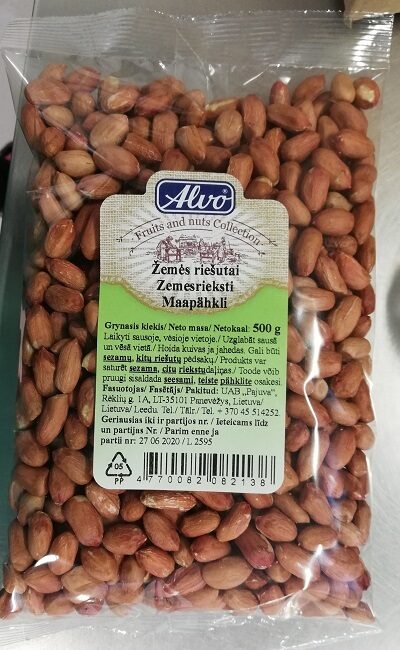 Alvo®
Fruits and nuts Collection
Žemės riešutai
Zemesrieksti
Maapähkli
Grynasis kiekis/ Neto masa/ Netokaal: 500 g
Laikyti sausoje, vėsioje vietoje./ Uzglabāt sausā
un vēsā vietā./ Hoida kuivas ja jahedas. Gali būti
sezamų, kitų riešutų pėdsakų./ Produkts var
saturēt sezama, citu riekstu daļiņas./ Toode võib
pruugi sisaldada seesami, teiste pähklite osakesi.
Fasuotojas/ Fasētājs/ Pakitud: UAB „Pajuva",
Rėklių g. 1A, LT-35101 Panevėžys, Lietuva/
Lietuva/ Leedu. Tel./ Tālr./ Tel. + 370 45 514252.
Geriausias iki ir partijos nr. / Ieteicams līdz
un partijas Nr. / Parim enne ja
partii nr: 27 06 2020 / L 2595
05
PP
4 770082 082138